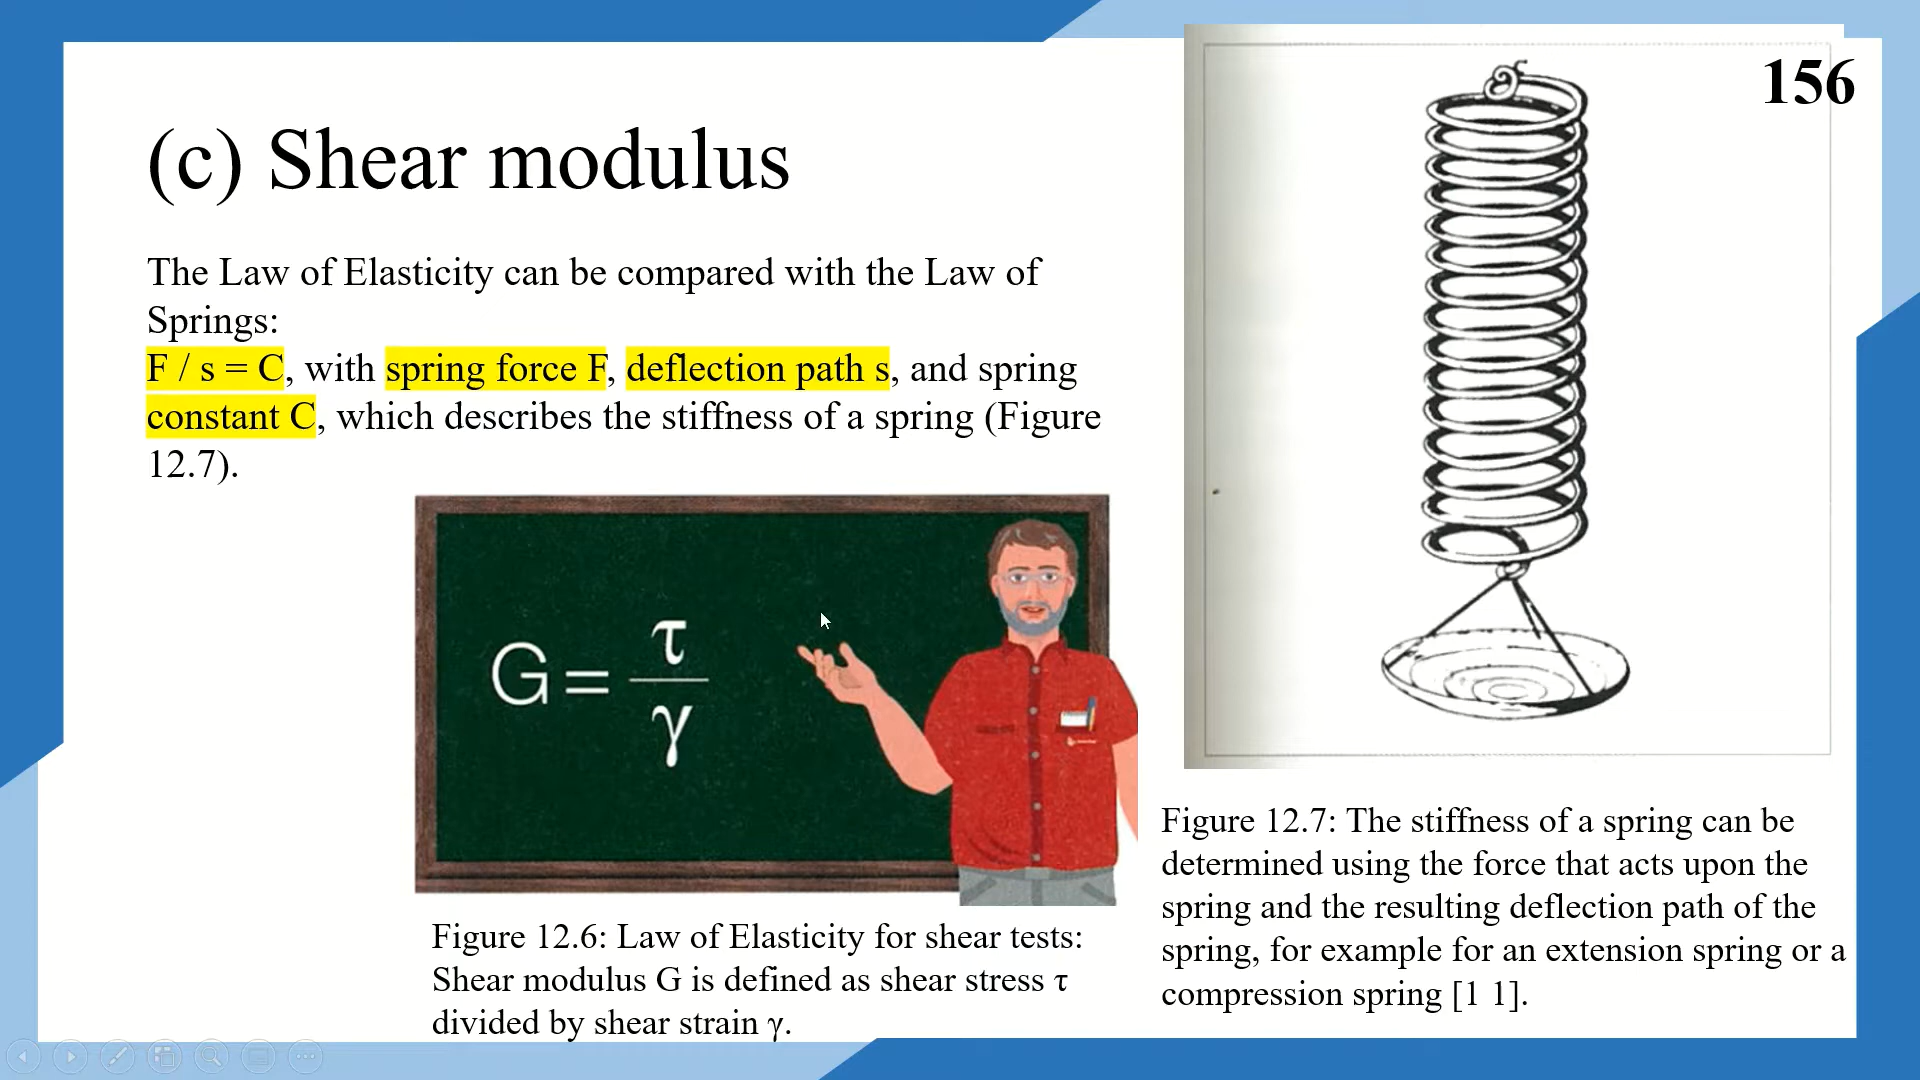 156
(c) Shear modulus
The Law of Elasticity can be compared with the Law of
Springs:
F / s = C, with spring force F, deflection path s, and spring
constant C, which describes the stiffness of a spring (Figure
12.7).
G = τ / γ
Figure 12.6: Law of Elasticity for shear tests:
Shear modulus G is defined as shear stress τ
divided by shear strain γ.
Figure 12.7: The stiffness of a spring can be
determined using the force that acts upon the
spring and the resulting deflection path of the
spring, for example for an extension spring or a
compression spring [1 1].